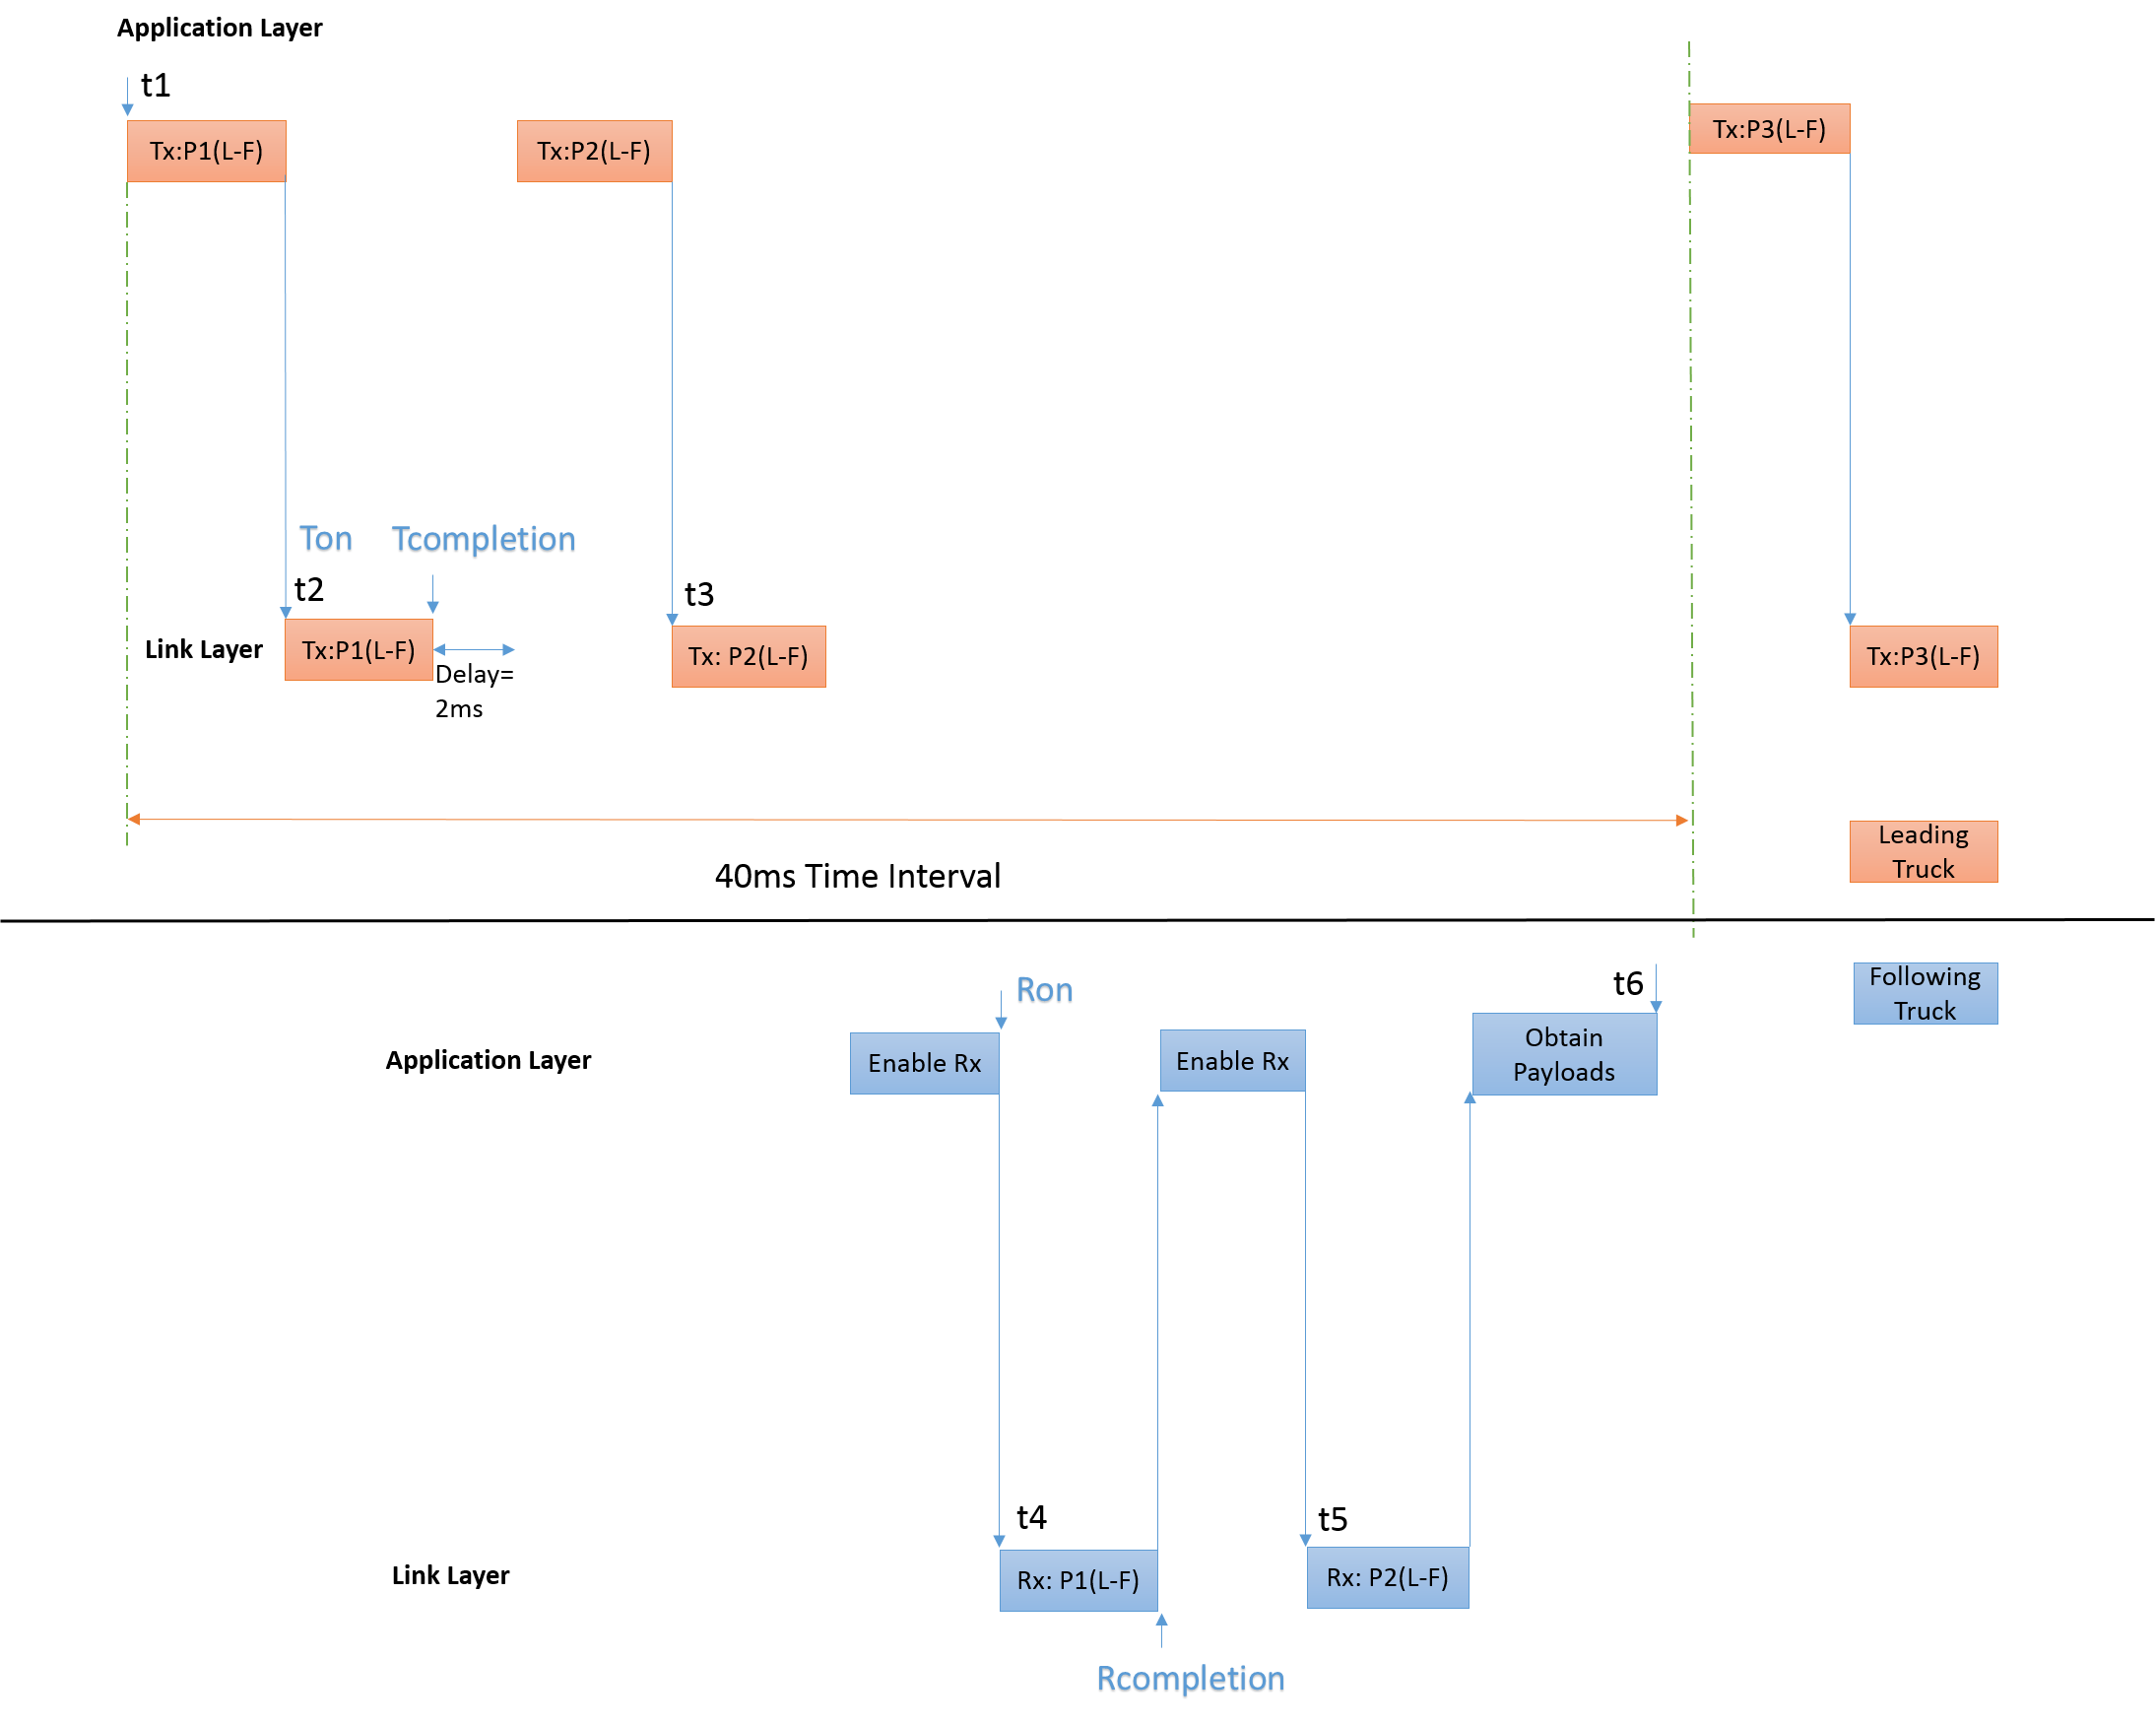 Application Layer
t1
Tx:P1(L-F)
Tx:P2(L-F)
Tx:P3(L-F)
Ton
Tcompletion
t2
t3
Link Layer
Tx:P1(L-F)
Delay=
2ms
Tx: P2(L-F)
Tx:P3(L-F)
40ms Time Interval
Leading
Truck
Following
Truck
Ron
t6
Application Layer
Enable Rx
Enable Rx
Obtain
Payloads
t4
t5
Link Layer
Rx: P1(L-F)
Rx: P2(L-F)
Rcompletion